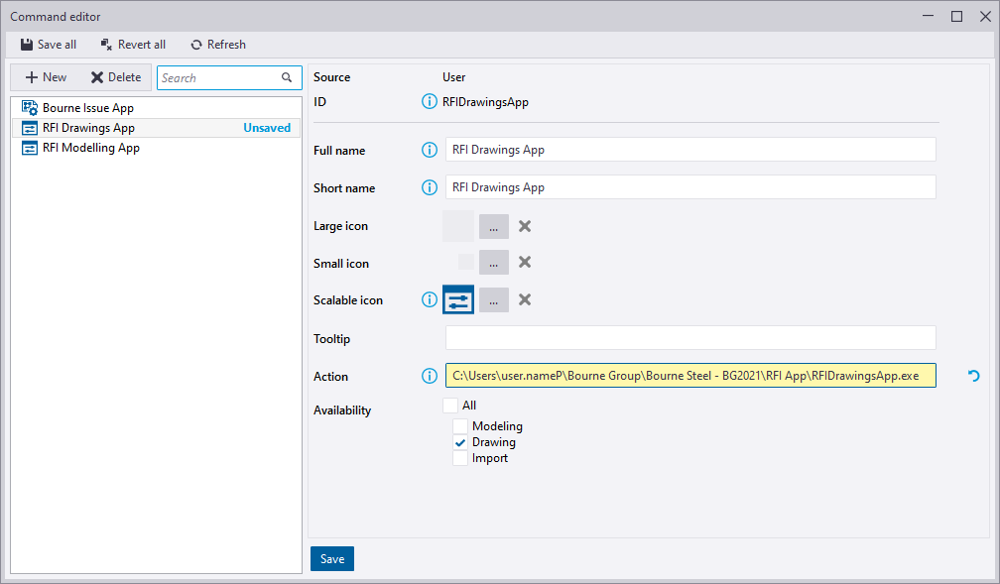 Command editor
Save all Revert all Refresh
New Delete Search
Bourne Issue App
RFI Drawings App Unsaved
RFI Modelling App
Source User
ID RFIDrawingsApp
Full name RFI Drawings App
Short name RFI Drawings App
Large icon ...
Small icon ...
Scalable icon ...
Tooltip
Action C:\Users\user.nameP\Bourne Group\Bourne Steel - BG2021\RFI App\RFIDrawingsApp.exe
Availability All
Modeling
Drawing
Import
Save